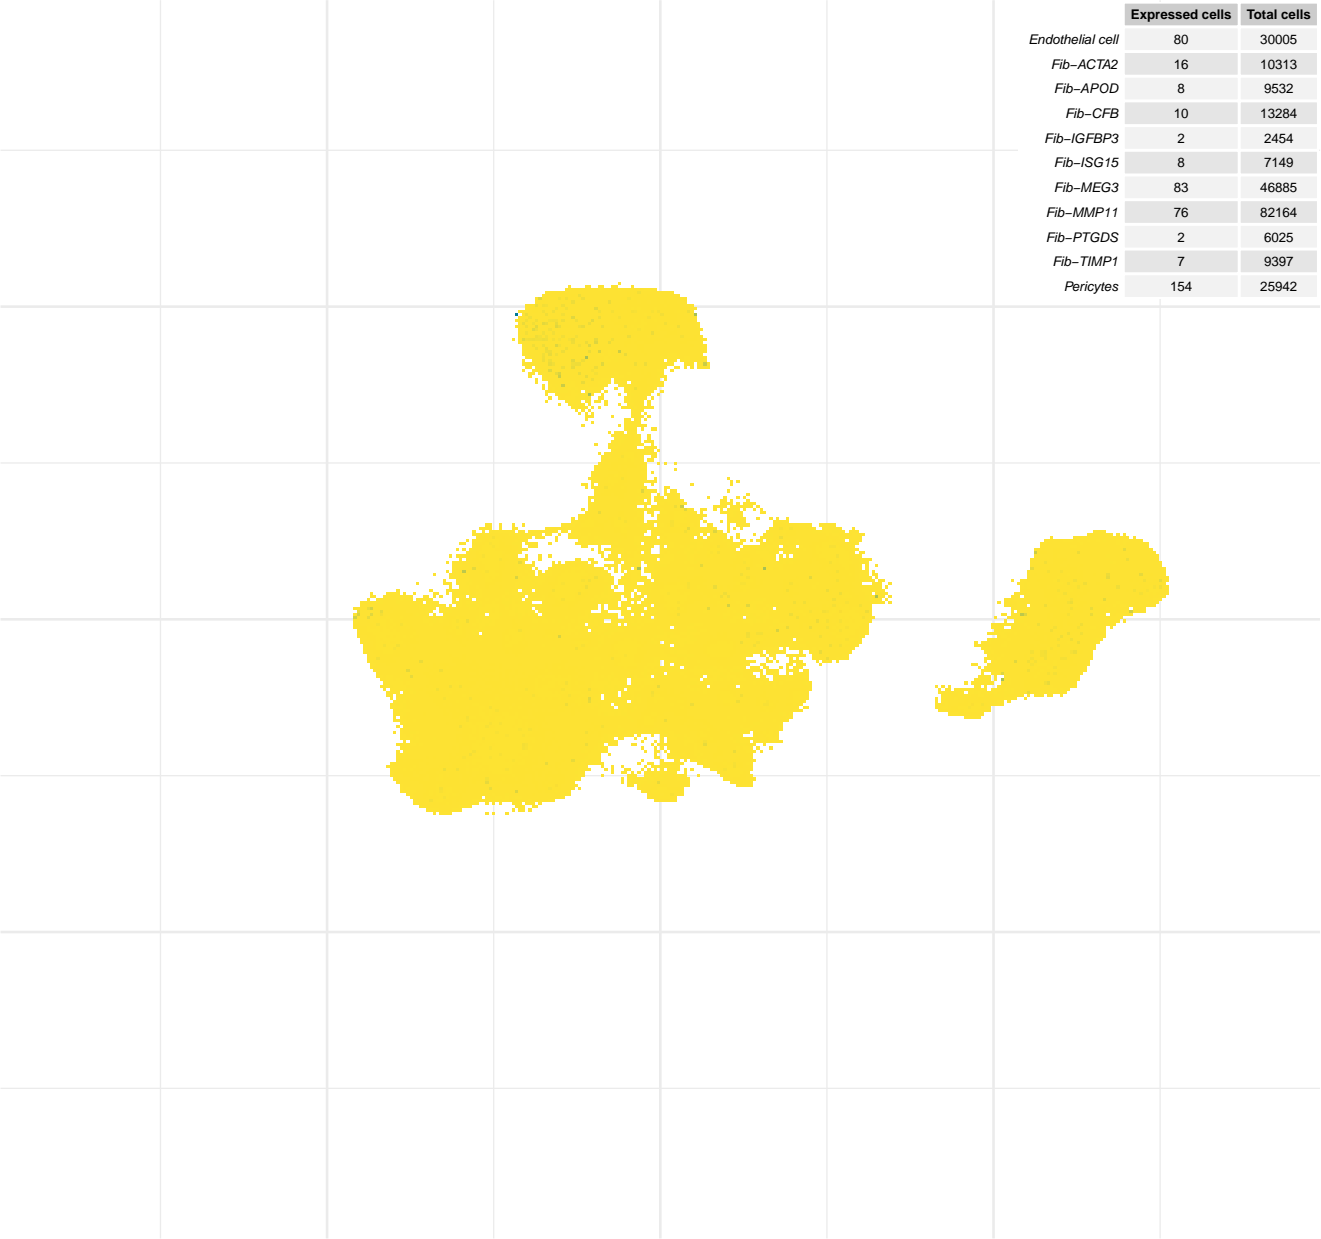 Expressed cells Total cells
Endothelial cell 80 30005
Fib−ACTA2 16 10313
Fib−APOD 8 9532
Fib−CFB 10 13284
Fib−IGFBP3 2 2454
Fib−ISG15 8 7149
Fib−MEG3 83 46885
Fib−MMP11 76 82164
Fib−PTGDS 2 6025
Fib−TIMP1 7 9397
Pericytes 154 25942